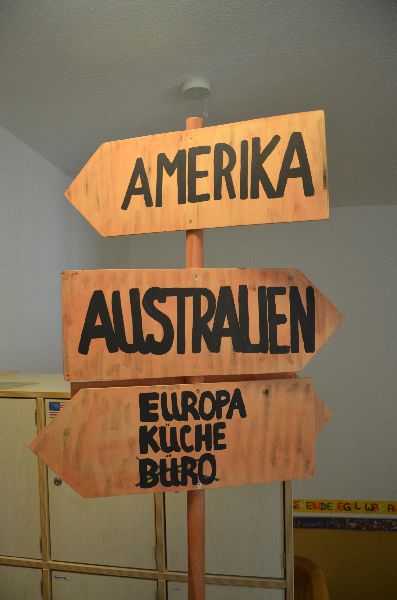 AMERIKA
AUSTRALIEN
EUROPA
KÜCHE
BÜRO